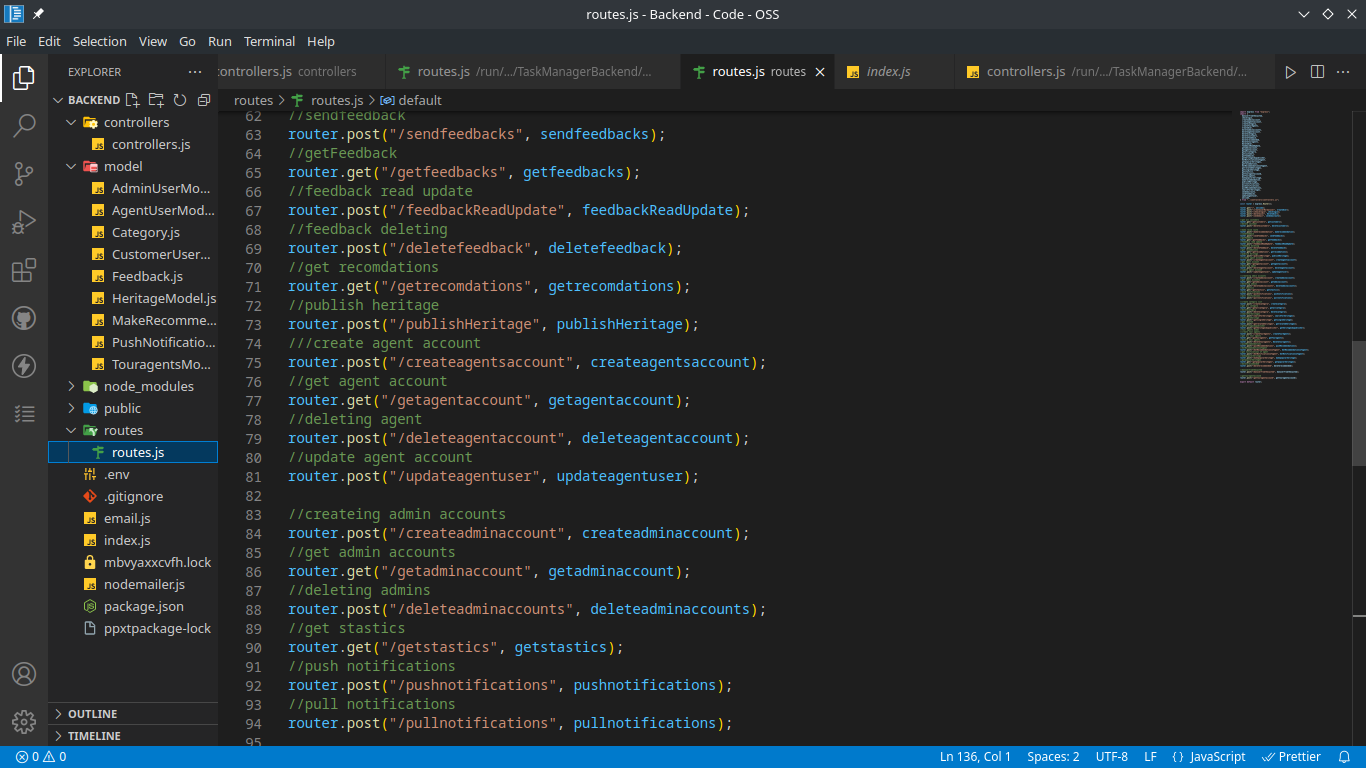 routes.js - Backend - Code - OSS
File Edit Selection View Go Run Terminal Help
EXPLORER ···
controllers.js controllers
routes.js /run/.../TaskManagerBackend/...
routes.js routes
index.js
controllers.js /run/.../TaskManagerBackend/...
BACKEND
controllers
controllers.js
model
AdminUserMo...
AgentUserMod...
Category.js
CustomerUser...
Feedback.js
HeritageModel.js
MakeRecomme...
PushNotificatio...
TouragentsMo...
node_modules
public
routes
routes.js
.env
.gitignore
email.js
index.js
mbvyaxxcvfh.lock
nodemailer.js
package.json
ppxtpackage-lock
OUTLINE
TIMELINE
routes > routes.js > default
62 //sendfeedback
63 router.post("/sendfeedbacks", sendfeedbacks);
64 //getFeedback
65 router.get("/getfeedbacks", getfeedbacks);
66 //feedback read update
67 router.post("/feedbackReadUpdate", feedbackReadUpdate);
68 //feedback deleting
69 router.post("/deletefeedback", deletefeedback);
70 //get recomdations
71 router.get("/getrecomdations", getrecomdations);
72 //publish heritage
73 router.post("/publishHeritage", publishHeritage);
74 ///create agent account
75 router.post("/createagentsaccount", createagentsaccount);
76 //get agent account
77 router.get("/getagentaccount", getagentaccount);
78 //deleting agent
79 router.post("/deleteagentaccount", deleteagentaccount);
80 //update agent account
81 router.post("/updateagentuser", updateagentuser);
82
83 //createing admin accounts
84 router.post("/createadminaccount", createadminaccount);
85 //get admin accounts
86 router.get("/getadminaccount", getadminaccount);
87 //deleting admins
88 router.post("/deleteadminaccounts", deleteadminaccounts);
89 //get stastics
90 router.get("/getstastics", getstastics);
91 //push notifications
92 router.post("/pushnotifications", pushnotifications);
93 //pull notifications
94 router.post("/pullnotifications", pullnotifications);
95
0 0 Ln 136, Col 1 Spaces: 2 UTF-8 LF { } JavaScript Prettier